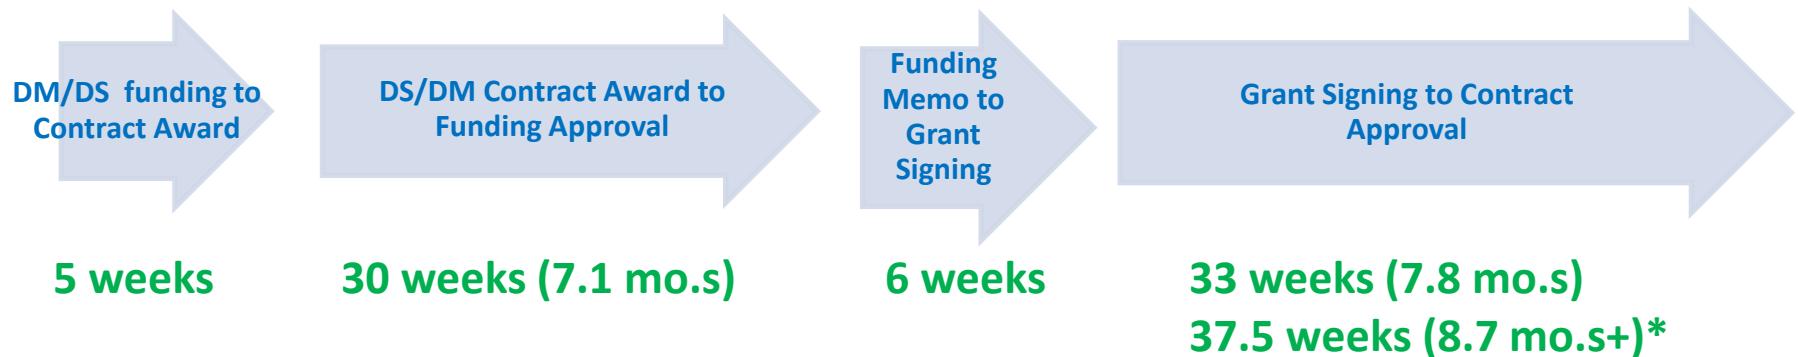 DM/DS funding to
Contract Award
DS/DM Contract Award to
Funding Approval
Funding
Memo to
Grant
Signing
Grant Signing to Contract
Approval
5 weeks
30 weeks (7.1 mo.s)
6 weeks
33 weeks (7.8 mo.s)
37.5 weeks (8.7 mo.s+)*